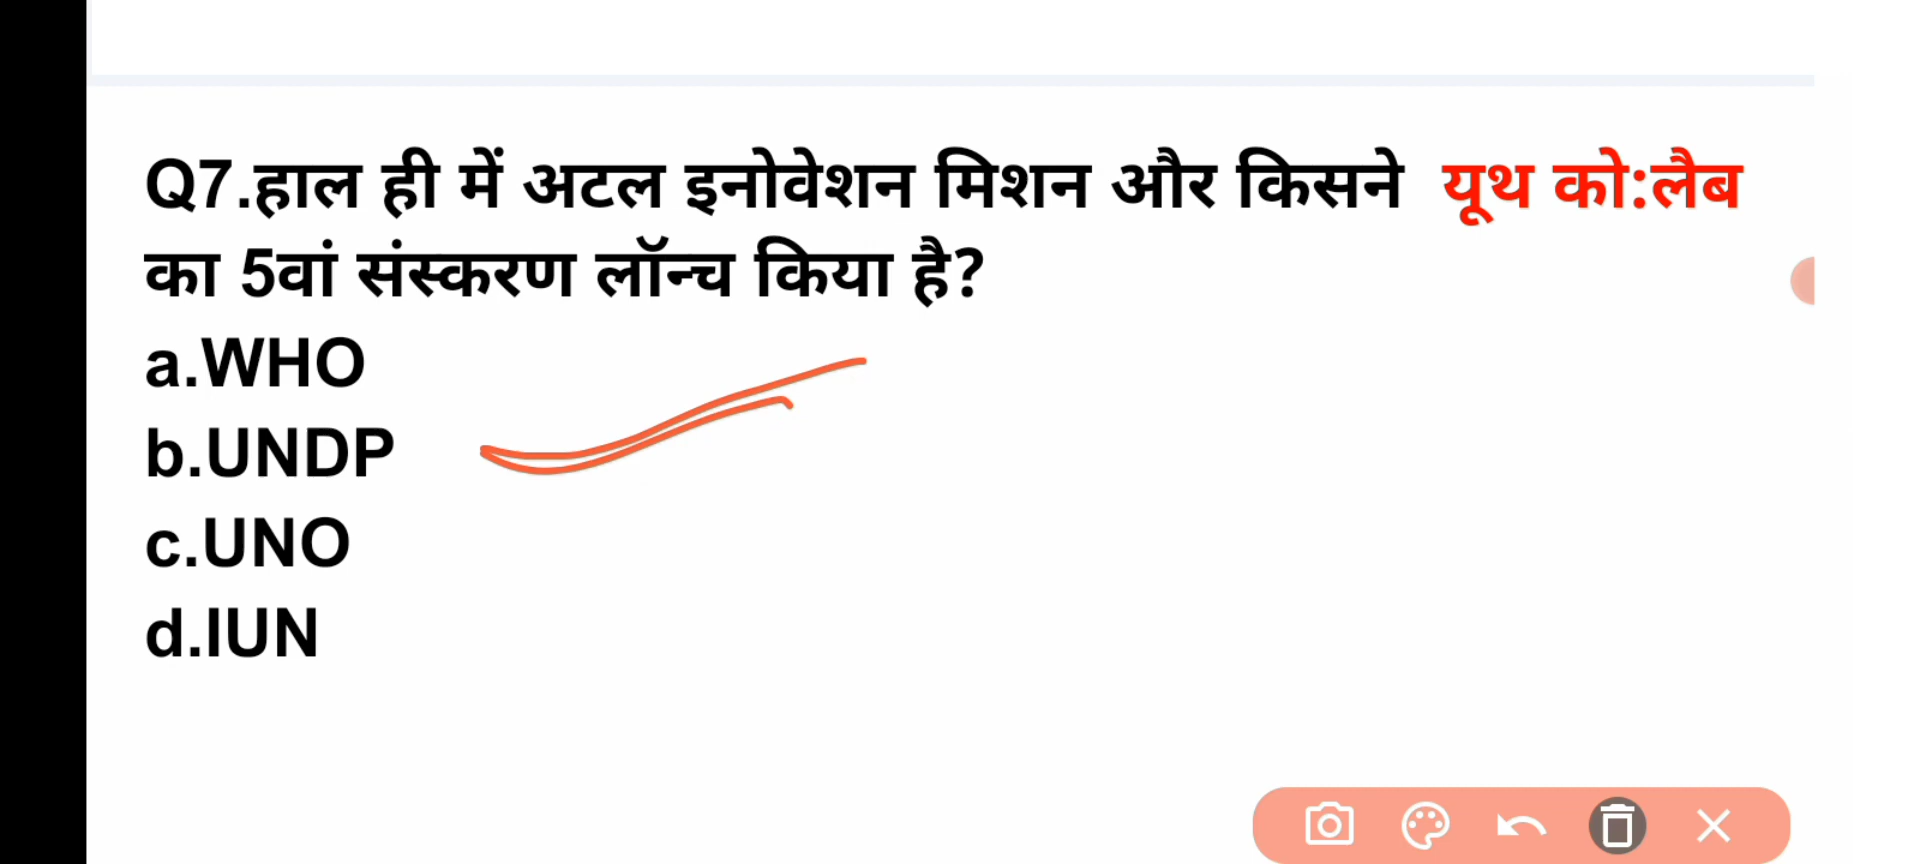 Q7.हाल ही में अटल इनोवेशन मिशन और किसने यूथ को:लैब
का 5वां संस्करण लॉन्च किया है?
a.WHO
b.UNDP
c.UNO
d.IUN